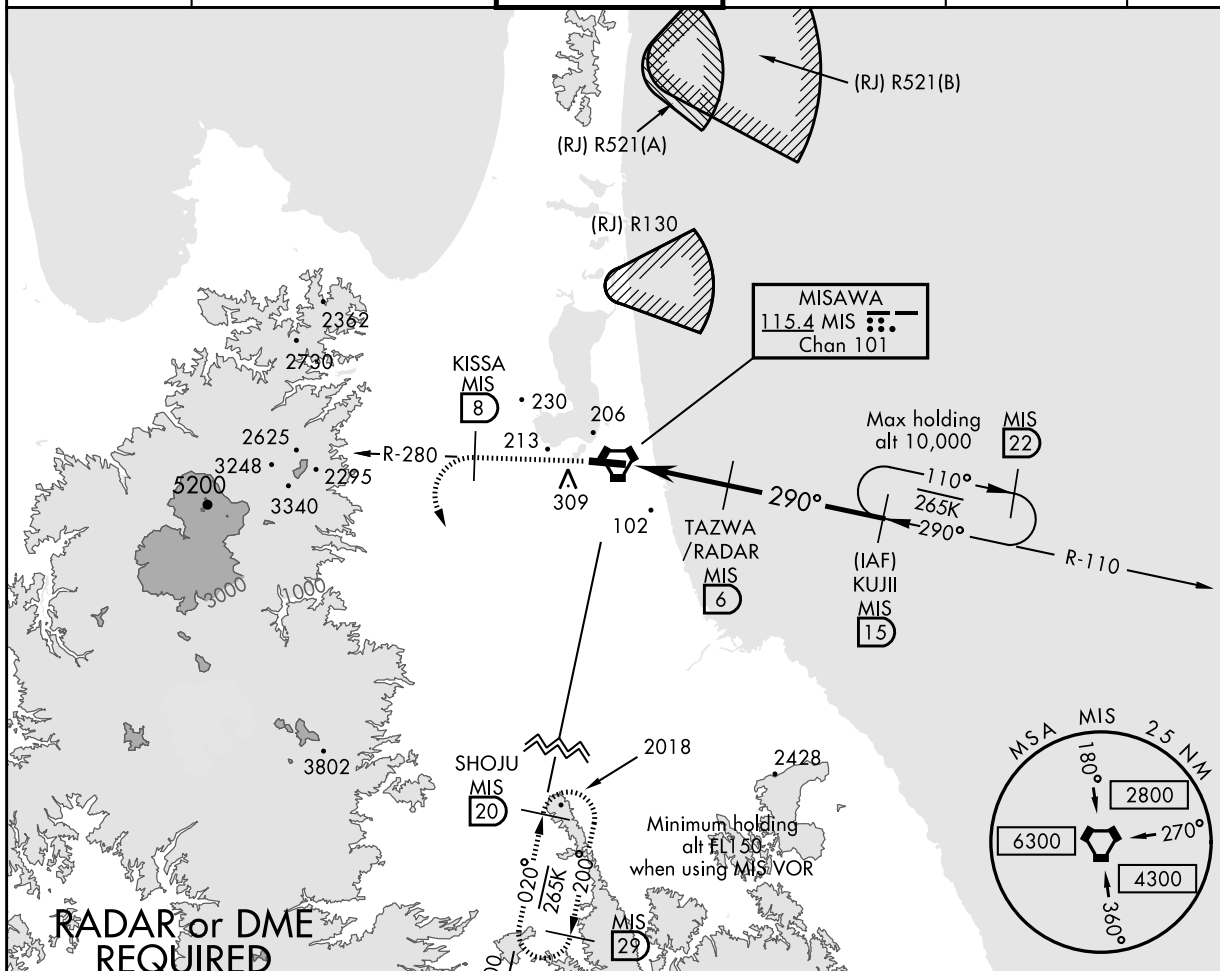 (RJ) R521(B)
(RJ) R521(A)
(RJ) R130
MISAWA
115.4 MIS
Chan 101
2362
2730
KISSA
MIS
8
230
206
213
Max holding
alt 10,000
MIS
22
2625
3248
2295
3340
5200
R-280
309
102
110°
265K
290°
290°
R-110
TAZWA
/RADAR
MIS
6
(IAF)
KUJII
MIS
15
3000
1000
3802
SHOJU
MIS
20
2018
2428
Minimum holding
alt FL150
when using MIS VOR
020°
265K
200°
MIS
29
MSA MIS 25 NM
180°
2800
270°
6300
4300
360°
RADAR or DME
REQUIRED